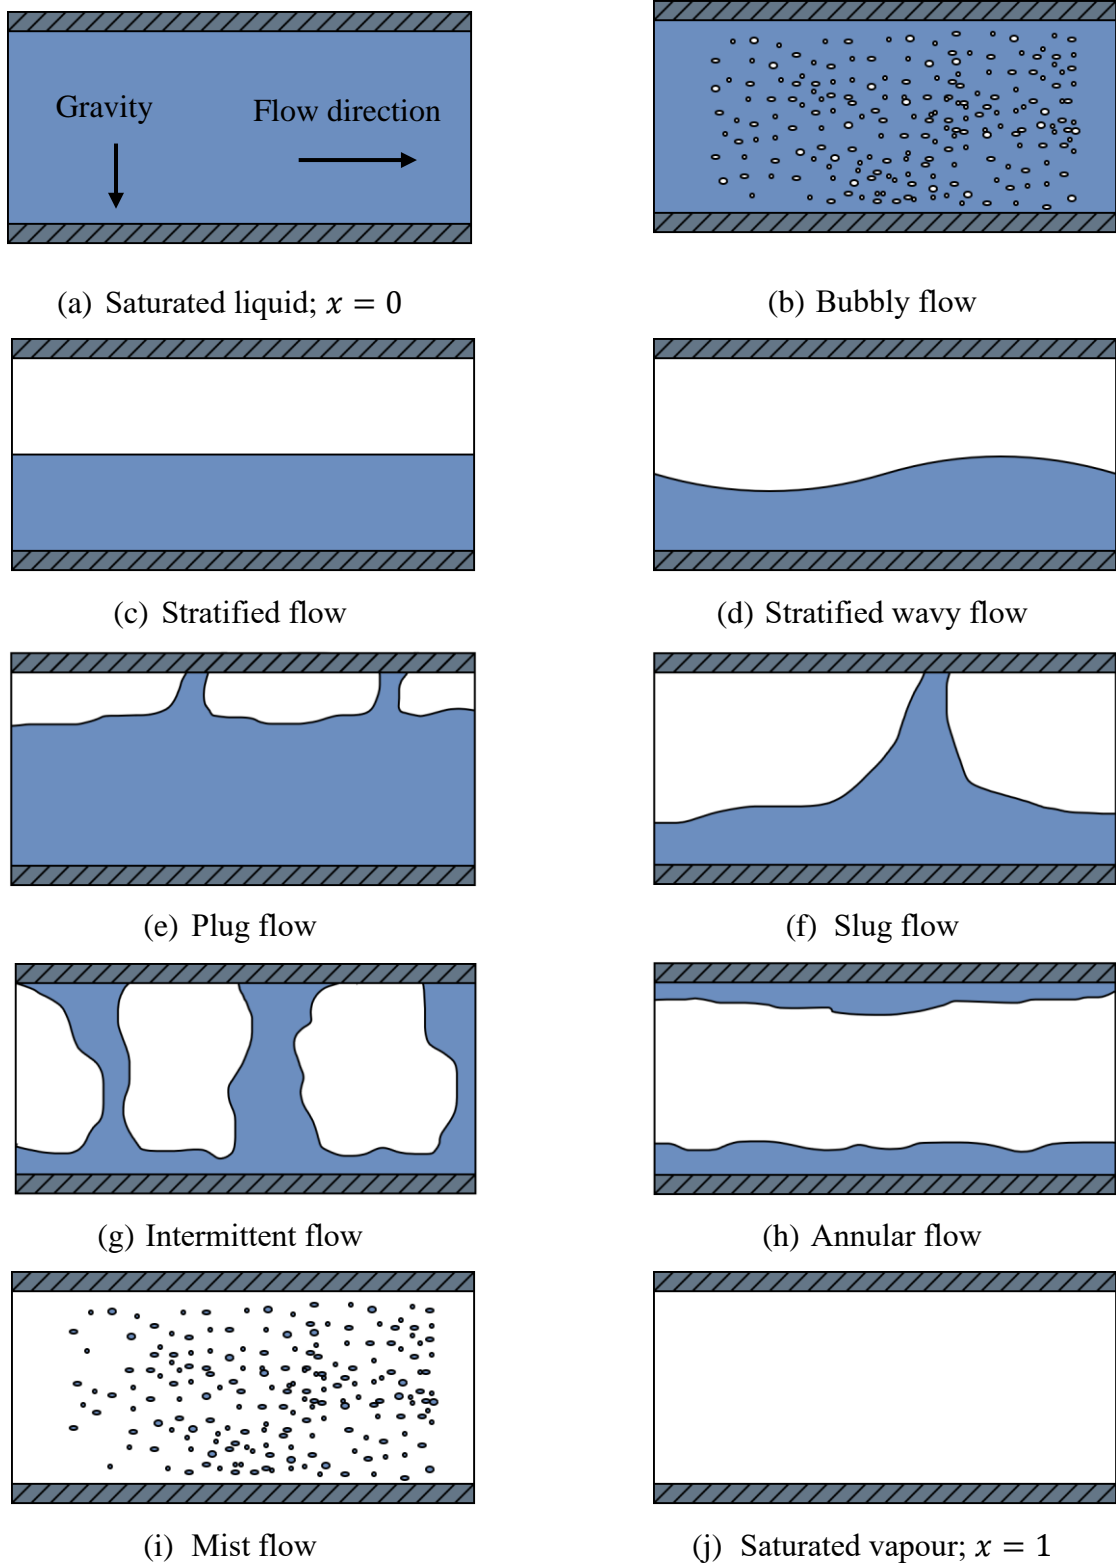 Gravity
Flow direction
(a) Saturated liquid; x = 0
(b) Bubbly flow
(c) Stratified flow
(d) Stratified wavy flow
(e) Plug flow
(f) Slug flow
(g) Intermittent flow
(h) Annular flow
(i) Mist flow
(j) Saturated vapour; x = 1